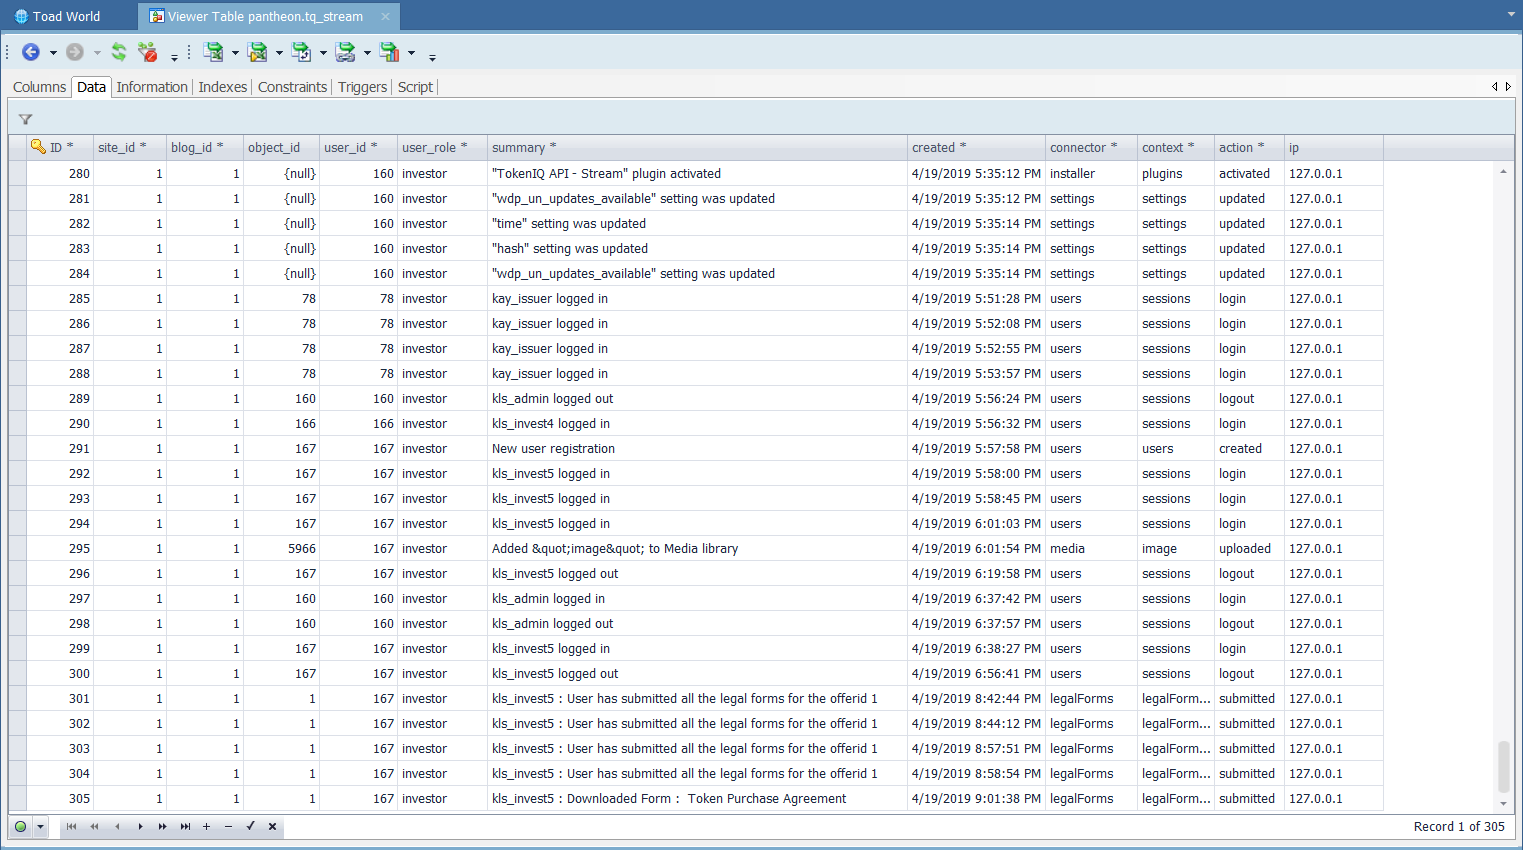 Toad World Viewer Table pantheon.tq_stream
Columns Data Information Indexes Constraints Triggers Script
ID * site_id * blog_id * object_id user_id * user_role * summary * created * connector * context * action * ip
280 1 1 {null} 160 investor "TokenIQ API - Stream" plugin activated 4/19/2019 5:35:12 PM installer plugins activated 127.0.0.1
281 1 1 {null} 160 investor "wdp_un_updates_available" setting was updated 4/19/2019 5:35:12 PM settings settings updated 127.0.0.1
282 1 1 {null} 160 investor "time" setting was updated 4/19/2019 5:35:14 PM settings settings updated 127.0.0.1
283 1 1 {null} 160 investor "hash" setting was updated 4/19/2019 5:35:14 PM settings settings updated 127.0.0.1
284 1 1 {null} 160 investor "wdp_un_updates_available" setting was updated 4/19/2019 5:35:14 PM settings settings updated 127.0.0.1
285 1 1 78 78 investor kay_issuer logged in 4/19/2019 5:51:28 PM users sessions login 127.0.0.1
286 1 1 78 78 investor kay_issuer logged in 4/19/2019 5:52:08 PM users sessions login 127.0.0.1
287 1 1 78 78 investor kay_issuer logged in 4/19/2019 5:52:55 PM users sessions login 127.0.0.1
288 1 1 78 78 investor kay_issuer logged in 4/19/2019 5:53:57 PM users sessions login 127.0.0.1
289 1 1 160 160 investor kls_admin logged out 4/19/2019 5:56:24 PM users sessions logout 127.0.0.1
290 1 1 166 166 investor kls_invest4 logged in 4/19/2019 5:56:32 PM users sessions login 127.0.0.1
291 1 1 167 167 investor New user registration 4/19/2019 5:57:58 PM users users created 127.0.0.1
292 1 1 167 167 investor kls_invest5 logged in 4/19/2019 5:58:00 PM users sessions login 127.0.0.1
293 1 1 167 167 investor kls_invest5 logged in 4/19/2019 5:58:45 PM users sessions login 127.0.0.1
294 1 1 167 167 investor kls_invest5 logged in 4/19/2019 6:01:03 PM users sessions login 127.0.0.1
295 1 1 5966 167 investor Added &quot;image&quot; to Media library 4/19/2019 6:01:54 PM media image uploaded 127.0.0.1
296 1 1 167 167 investor kls_invest5 logged out 4/19/2019 6:19:58 PM users sessions logout 127.0.0.1
297 1 1 160 160 investor kls_admin logged in 4/19/2019 6:37:42 PM users sessions login 127.0.0.1
298 1 1 160 160 investor kls_admin logged out 4/19/2019 6:37:57 PM users sessions logout 127.0.0.1
299 1 1 167 167 investor kls_invest5 logged in 4/19/2019 6:38:27 PM users sessions login 127.0.0.1
300 1 1 167 167 investor kls_invest5 logged out 4/19/2019 6:56:41 PM users sessions logout 127.0.0.1
301 1 1 1 167 investor kls_invest5 : User has submitted all the legal forms for the offerid 1 4/19/2019 8:42:44 PM legalForms legalForm... submitted 127.0.0.1
302 1 1 1 167 investor kls_invest5 : User has submitted all the legal forms for the offerid 1 4/19/2019 8:44:12 PM legalForms legalForm... submitted 127.0.0.1
303 1 1 1 167 investor kls_invest5 : User has submitted all the legal forms for the offerid 1 4/19/2019 8:57:51 PM legalForms legalForm... submitted 127.0.0.1
304 1 1 1 167 investor kls_invest5 : User has submitted all the legal forms for the offerid 1 4/19/2019 8:58:54 PM legalForms legalForm... submitted 127.0.0.1
305 1 1 1 167 investor kls_invest5 : Downloaded Form : Token Purchase Agreement 4/19/2019 9:01:38 PM legalForms legalForm... submitted 127.0.0.1
Record 1 of 305